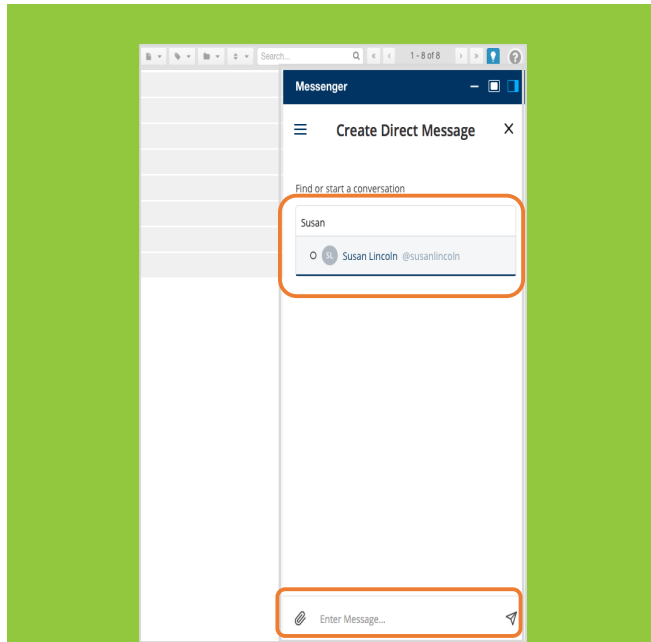 Search... 1 - 8 of 8 ?
Messenger
Create Direct Message X
Find or start a conversation
Susan
SL Susan Lincoln @susanlincoln
Enter Message...